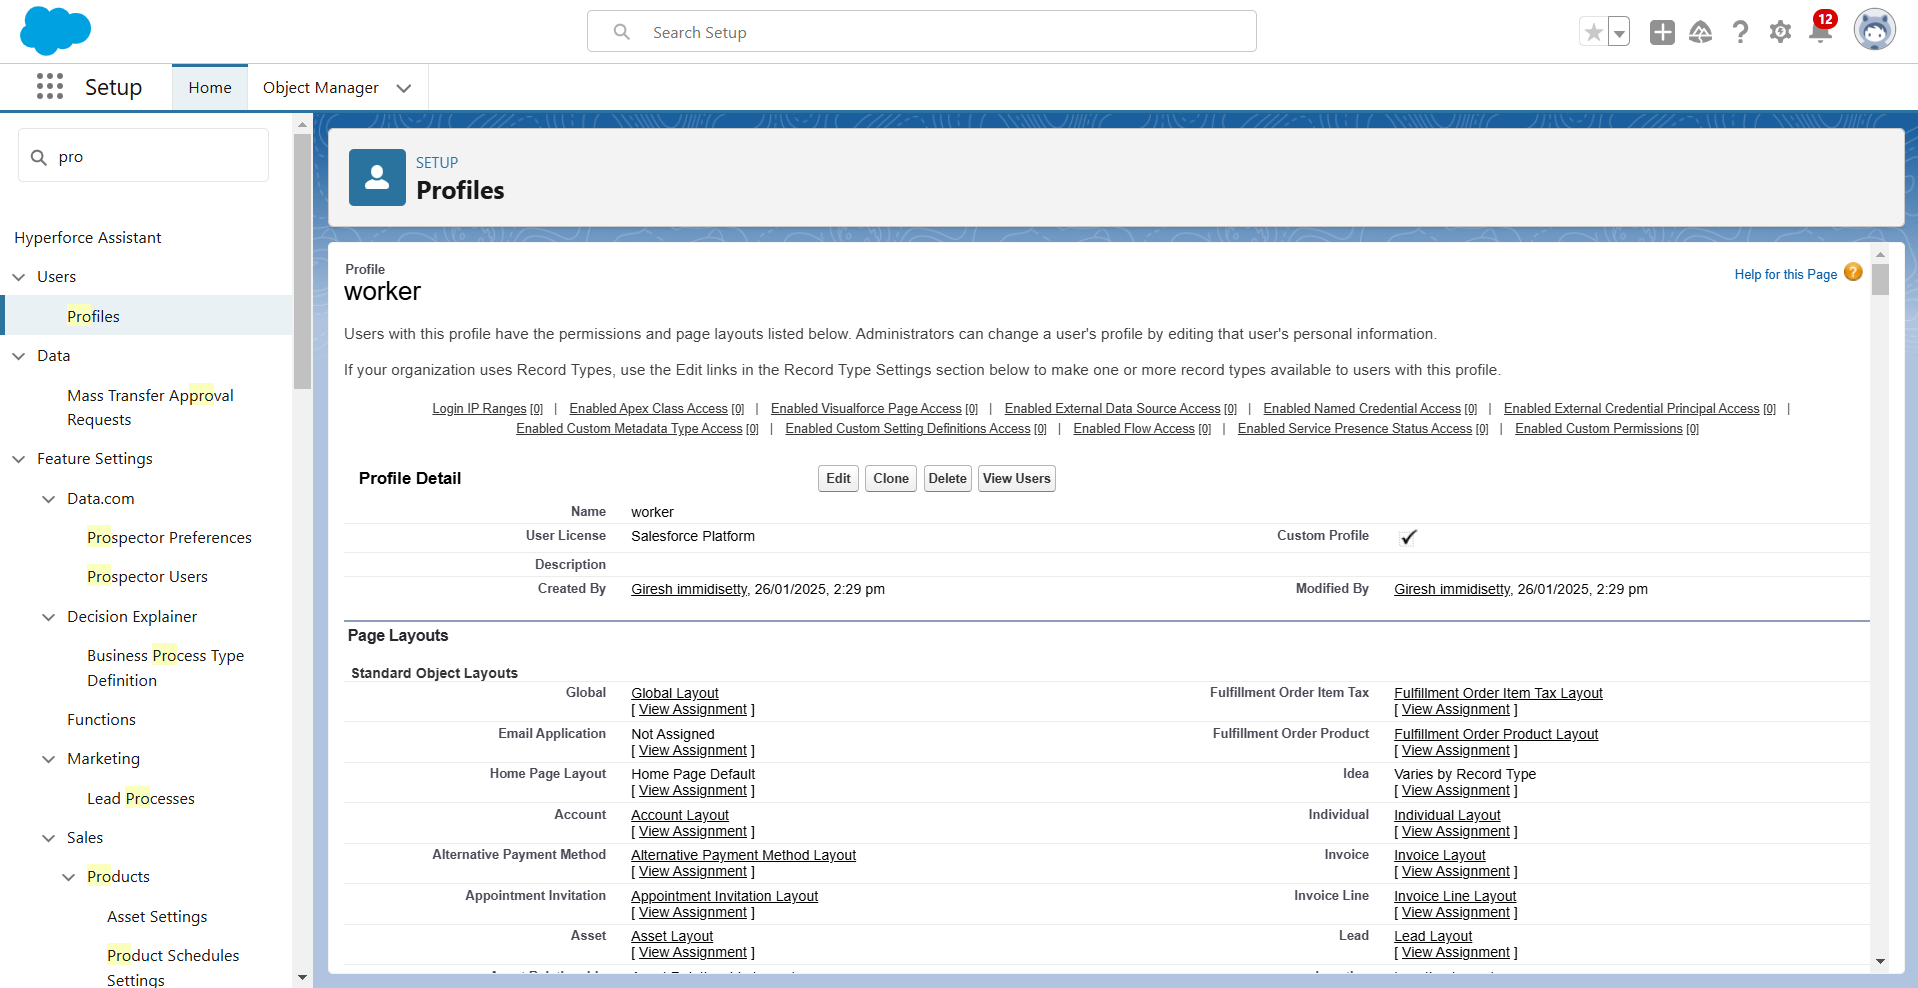 Search Setup
12
Setup
Home
Object Manager
pro
Hyperforce Assistant
Users
Profiles
Data
Mass Transfer Approval
Requests
Feature Settings
Data.com
Prospector Preferences
Prospector Users
Decision Explainer
Business Process Type
Definition
Functions
Marketing
Lead Processes
Sales
Products
Asset Settings
Product Schedules
Settings
SETUP
Profiles
Profile
worker
Help for this Page ?
Users with this profile have the permissions and page layouts listed below. Administrators can change a user's profile by editing that user's personal information.
If your organization uses Record Types, use the Edit links in the Record Type Settings section below to make one or more record types available to users with this profile.
Login IP Ranges [0] | Enabled Apex Class Access [0] | Enabled Visualforce Page Access [0] | Enabled External Data Source Access [0] | Enabled Named Credential Access [0] | Enabled External Credential Principal Access [0] |
Enabled Custom Metadata Type Access [0] | Enabled Custom Setting Definitions Access [0] | Enabled Flow Access [0] | Enabled Service Presence Status Access [0] | Enabled Custom Permissions [0]
Profile Detail Edit Clone Delete View Users
Name worker
User License Salesforce Platform Custom Profile
Description
Created By Giresh immidisetty, 26/01/2025, 2:29 pm Modified By Giresh immidisetty, 26/01/2025, 2:29 pm
Page Layouts
Standard Object Layouts
Global Global Layout Fulfillment Order Item Tax Fulfillment Order Item Tax Layout
[ View Assignment ] [ View Assignment ]
Email Application Not Assigned Fulfillment Order Product Fulfillment Order Product Layout
[ View Assignment ] [ View Assignment ]
Home Page Layout Home Page Default Idea Varies by Record Type
[ View Assignment ] [ View Assignment ]
Account Account Layout Individual Individual Layout
[ View Assignment ] [ View Assignment ]
Alternative Payment Method Alternative Payment Method Layout Invoice Invoice Layout
[ View Assignment ] [ View Assignment ]
Appointment Invitation Appointment Invitation Layout Invoice Line Invoice Line Layout
[ View Assignment ] [ View Assignment ]
Asset Asset Layout Lead Lead Layout
[ View Assignment ] [ View Assignment ]